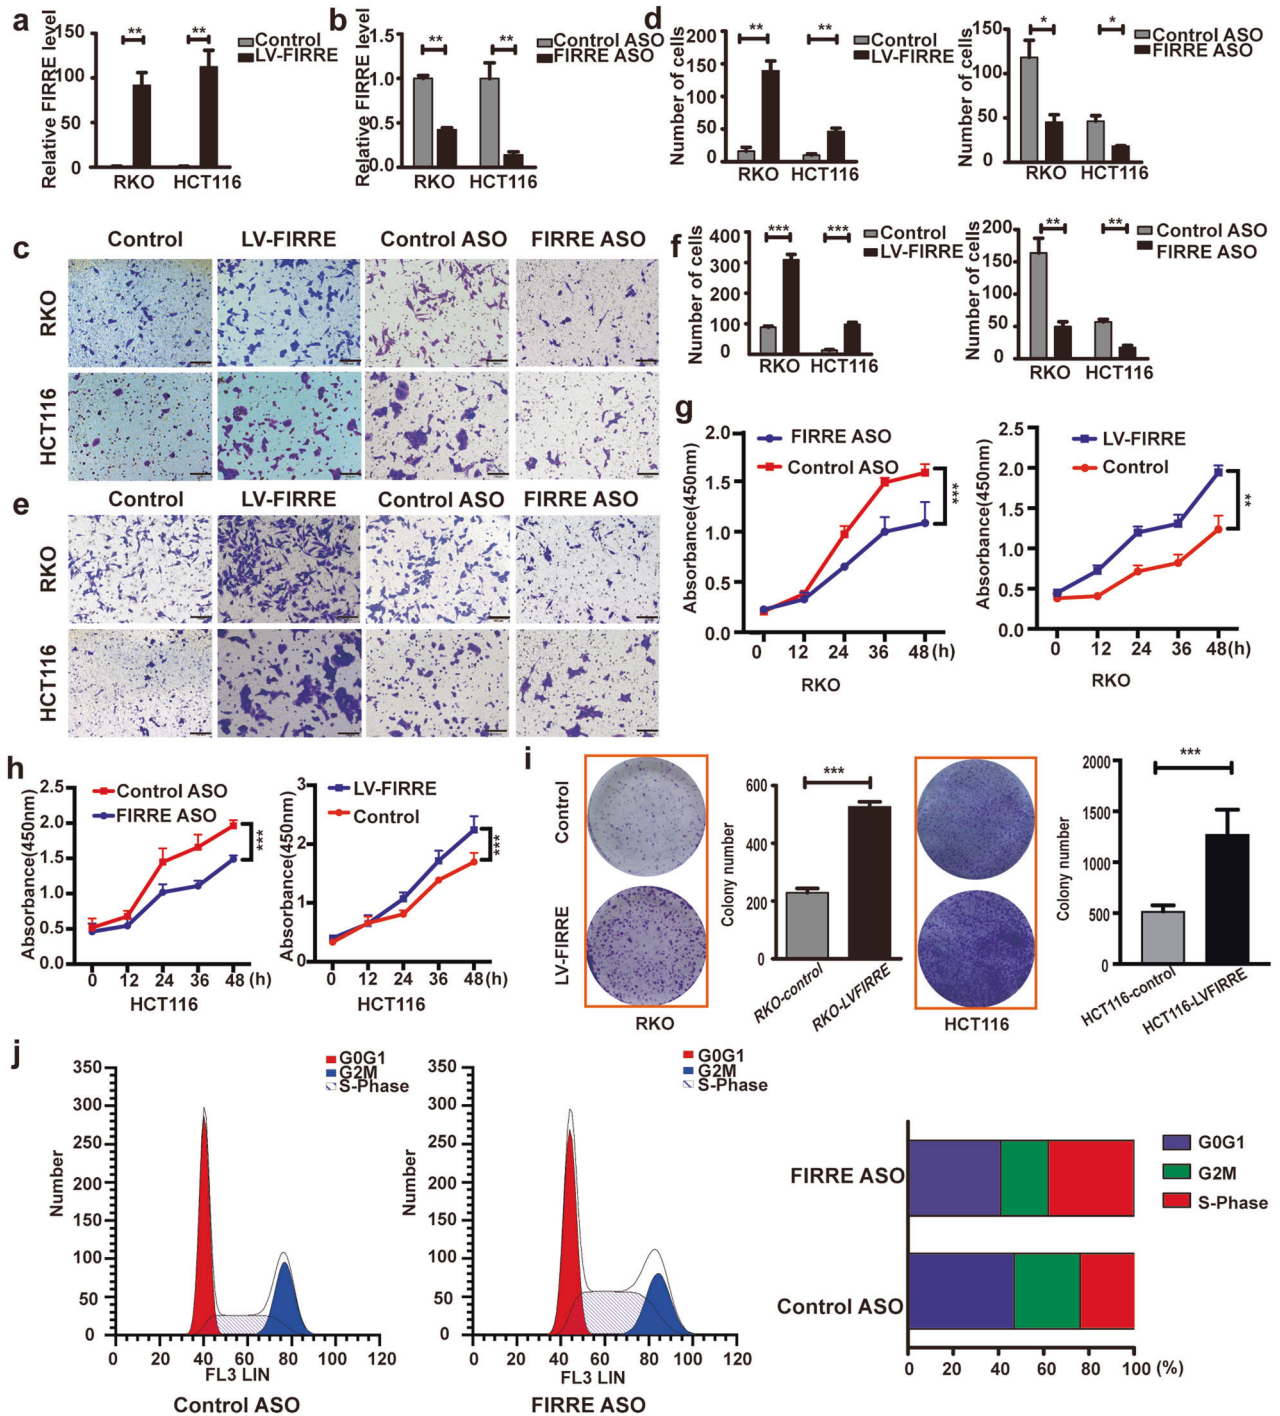 a
Relative FIRRE level
150
100
50
0
**
**
Control
LV-FIRRE
RKO
HCT116
b
Relative FIRRE level
1.5
1.0
0.5
0.0
**
**
Control ASO
FIRRE ASO
RKO
HCT116
d
Number of cells
200
150
100
50
0
**
**
Control
LV-FIRRE
RKO
HCT116
Number of cells
150
100
50
0
*
*
Control ASO
FIRRE ASO
RKO
HCT116
c
Control
LV-FIRRE
Control ASO
FIRRE ASO
RKO
HCT116
e
Control
LV-FIRRE
Control ASO
FIRRE ASO
RKO
HCT116
f
Number of cells
400
300
200
100
0
***
***
Control
LV-FIRRE
RKO
HCT116
Number of cells
200
150
100
50
0
**
**
Control ASO
FIRRE ASO
RKO
HCT116
g
Absorbance(450nm)
2.0
1.5
1.0
0.5
0.0
FIRRE ASO
Control ASO
***
0 12 24 36 48(h)
RKO
Absorbance(450nm)
2.5
2.0
1.5
1.0
0.5
0.0
LV-FIRRE
Control
**
0 12 24 36 48(h)
RKO
h
Absorbance(450nm)
2.5
2.0
1.5
1.0
0.5
0.0
Control ASO
FIRRE ASO
***
0 12 24 36 48 (h)
HCT116
Absorbance(450nm)
3
2
1
0
LV-FIRRE
Control
***
0 12 24 36 48 (h)
HCT116
i
Control
LV-FIRRE
RKO
Colony number
600
400
200
0
***
RKO-control
RKO-LVFIRRE
HCT116
Colony number
2000
1500
1000
500
0
***
HCT116-control
HCT116-LVFIRRE
j
Number
350
300
250
200
150
100
50
0
G0G1
G2M
S-Phase
0 20 40 60 80 100 120
FL3 LIN
Control ASO
Number
350
300
250
200
150
100
50
0
G0G1
G2M
S-Phase
0 20 40 60 80 100 120
FL3 LIN
FIRRE ASO
FIRRE ASO
Control ASO
G0G1
G2M
S-Phase
0 20 40 60 80 100 (%)